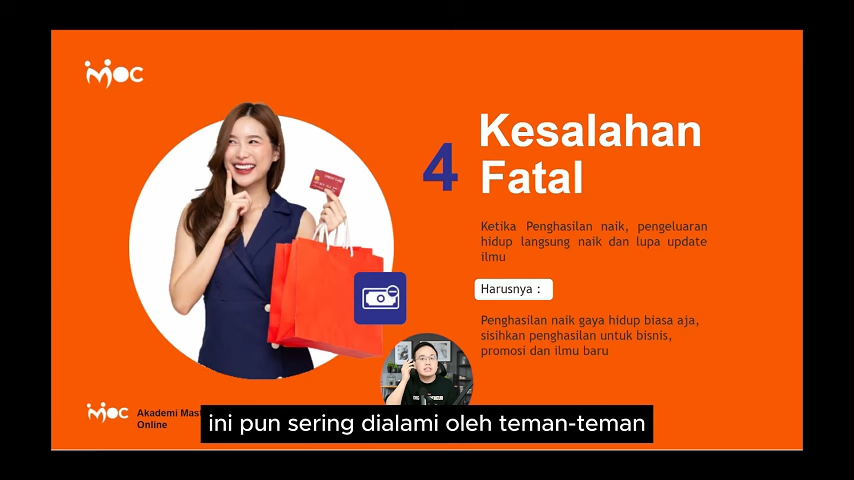 MOC
4
Kesalahan
Fatal
Ketika Penghasilan naik, pengeluaran
hidup langsung naik dan lupa update
ilmu
Harusnya :
Penghasilan naik gaya hidup biasa aja,
sisihkan penghasilan untuk bisnis,
promosi dan ilmu baru
MOC
Akademi Mast
Online
ini pun sering dialami oleh teman-teman